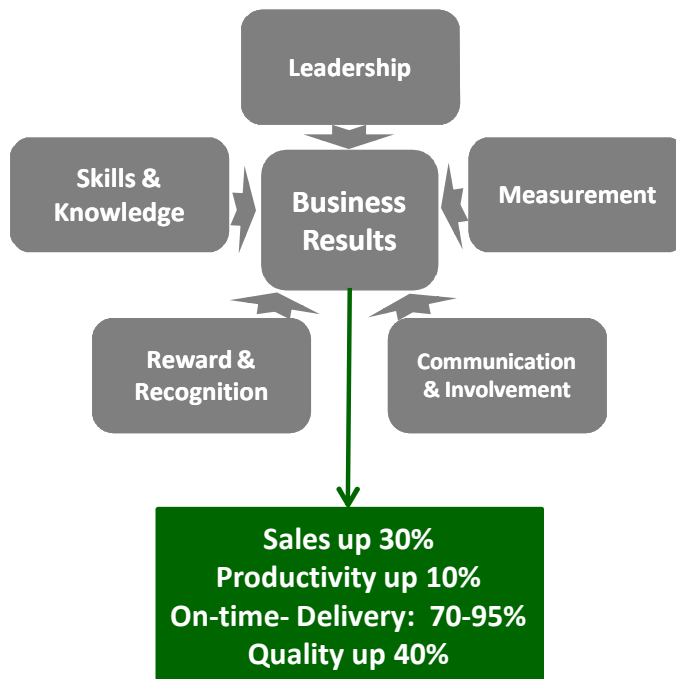 Leadership
Skills &
Knowledge
Business
Results
Measurement
Reward &
Recognition
Communication
& Involvement
Sales up 30%
Productivity up 10%
On-time- Delivery:  70-95%
Quality up 40%